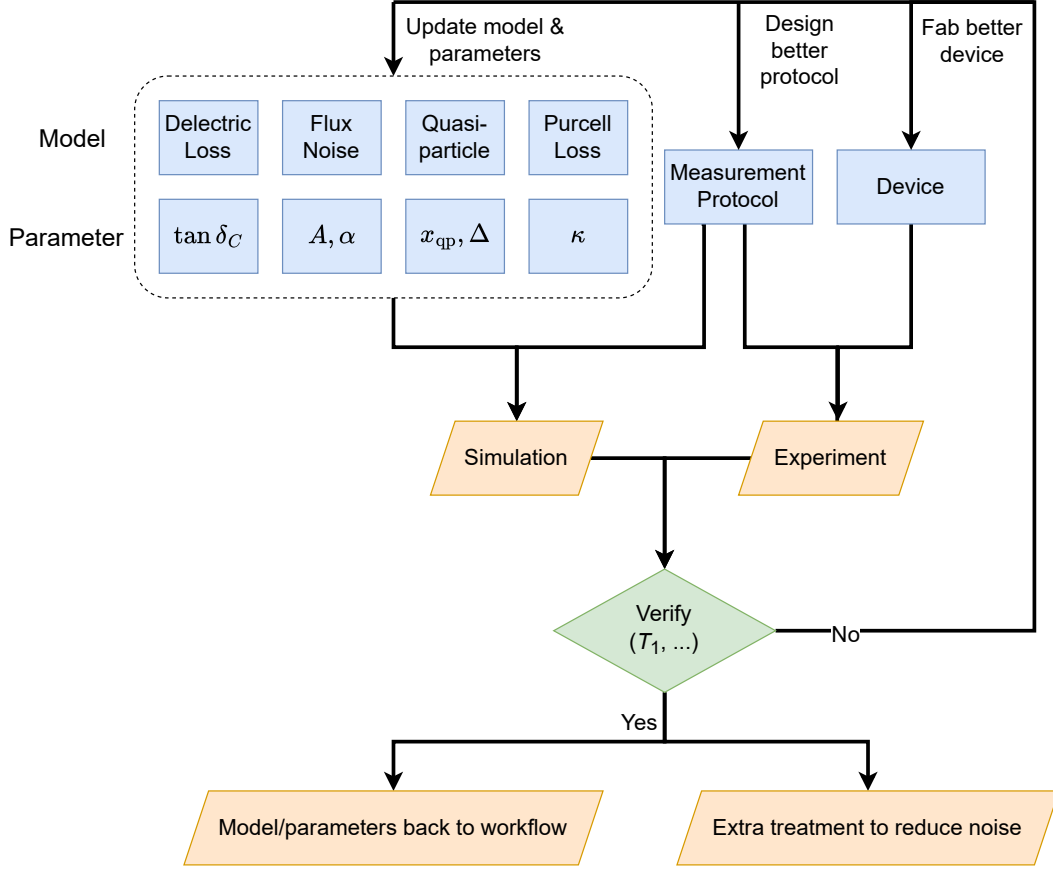 Update model &
parameters
Design
better
protocol
Fab better
device
Model
Delectric
Loss
Flux
Noise
Quasi-
particle
Purcell
Loss
Measurement
Protocol
Device
Parameter
tan δ_C
A, α
x_qp, Δ
κ
Simulation
Experiment
Verify
(T₁, ...)
No
Yes
Model/parameters back to workflow
Extra treatment to reduce noise